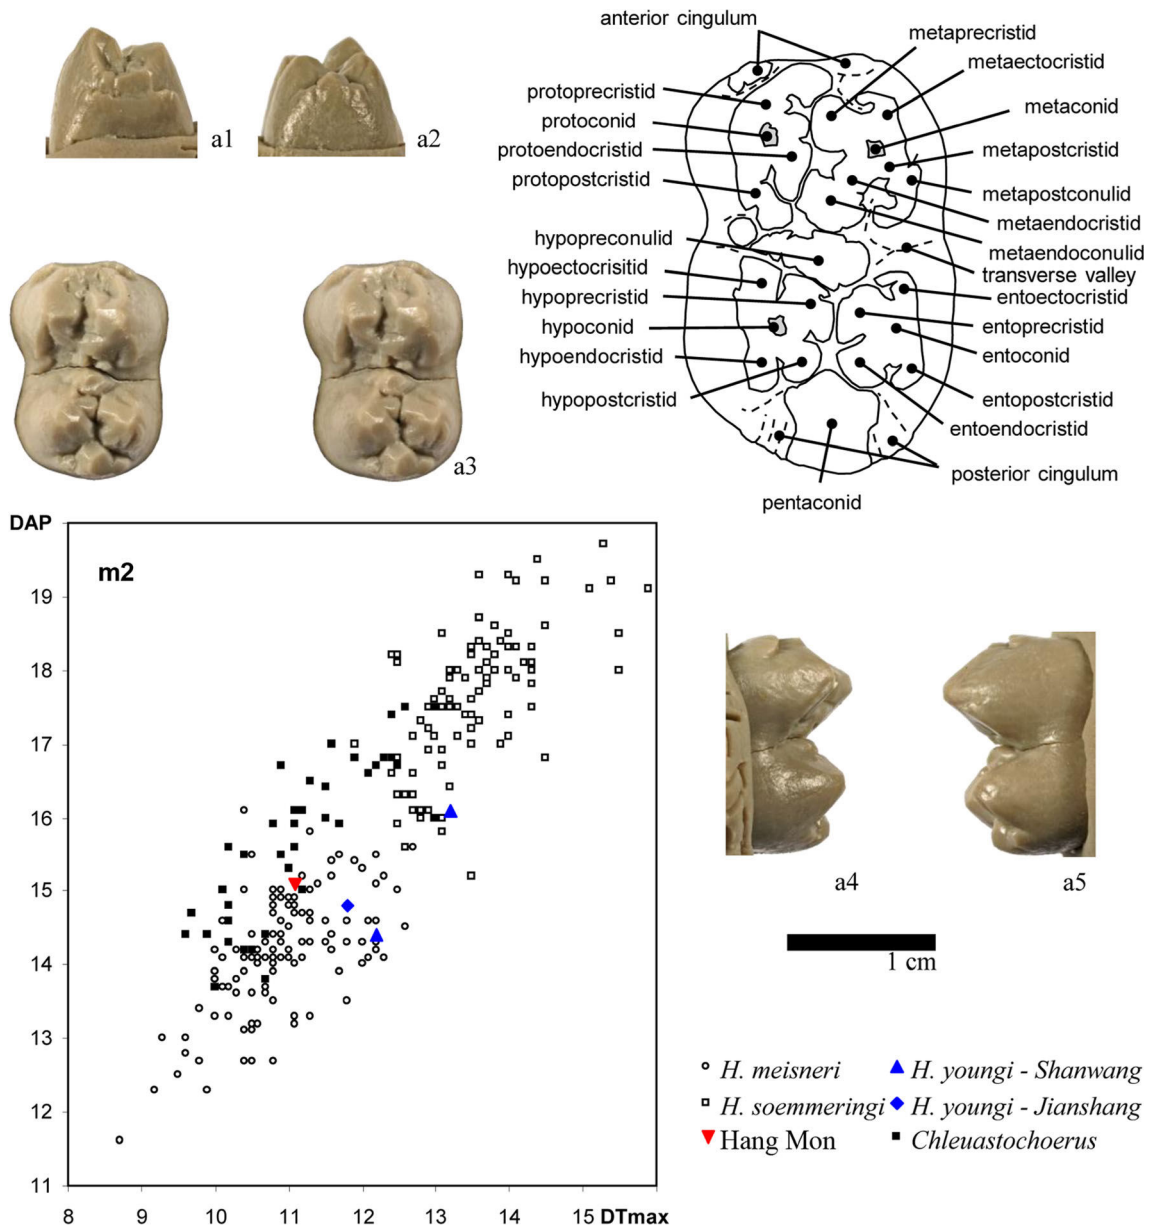 a1
a2
a3
anterior cingulum
metaprecristid
metaectocristid
protoprecristid
metaconid
protoconid
protoendocristid
metapostcristid
protopostcristid
metapostconulid
metaendocristid
hypopreconulid
metaendoconulid
hypoectocrisitid
transverse valley
hypoprecristid
entoectocristid
hypoconid
entoprecristid
hypoendocristid
entoconid
hypopostcristid
entopostcristid
entoendocristid
posterior cingulum
pentaconid
DAP
m2
19
18
17
16
15
14
13
12
11
8 9 10 11 12 13 14 15 DTmax
a4
a5
1 cm
H. meisneri
H. youngi - Shanwang
H. soemmeringi
H. youngi - Jianshang
Hang Mon
Chleuastochoerus